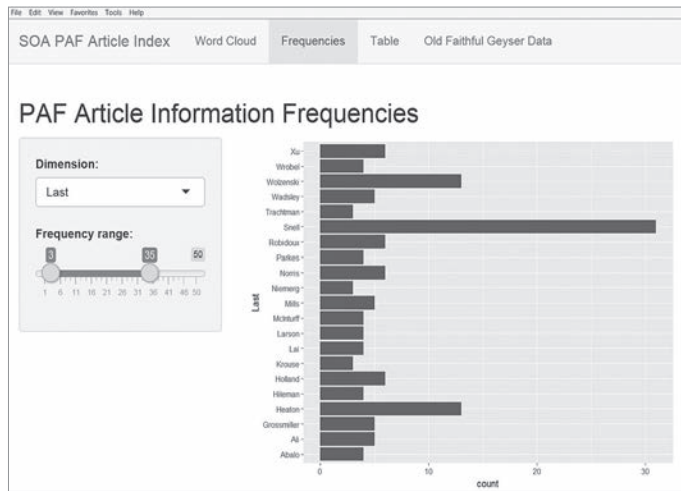 File Edit View Favorites Tools Help
SOA PAF Article Index Word Cloud Frequencies Table Old Faithful Geyser Data
PAF Article Information Frequencies
Dimension:
Last
Frequency range:
3 35 50
1 6 11 16 21 26 31 36 41 46 50
Last
Xu
Wrobel
Wolzenski
Wadsley
Trachtman
Snell
Robidoux
Parkes
Norris
Niemerg
Mills
McInturff
Larson
Lai
Krouse
Holland
Hileman
Heaton
Grossmiller
Ali
Abalo
0 10 20 30
count